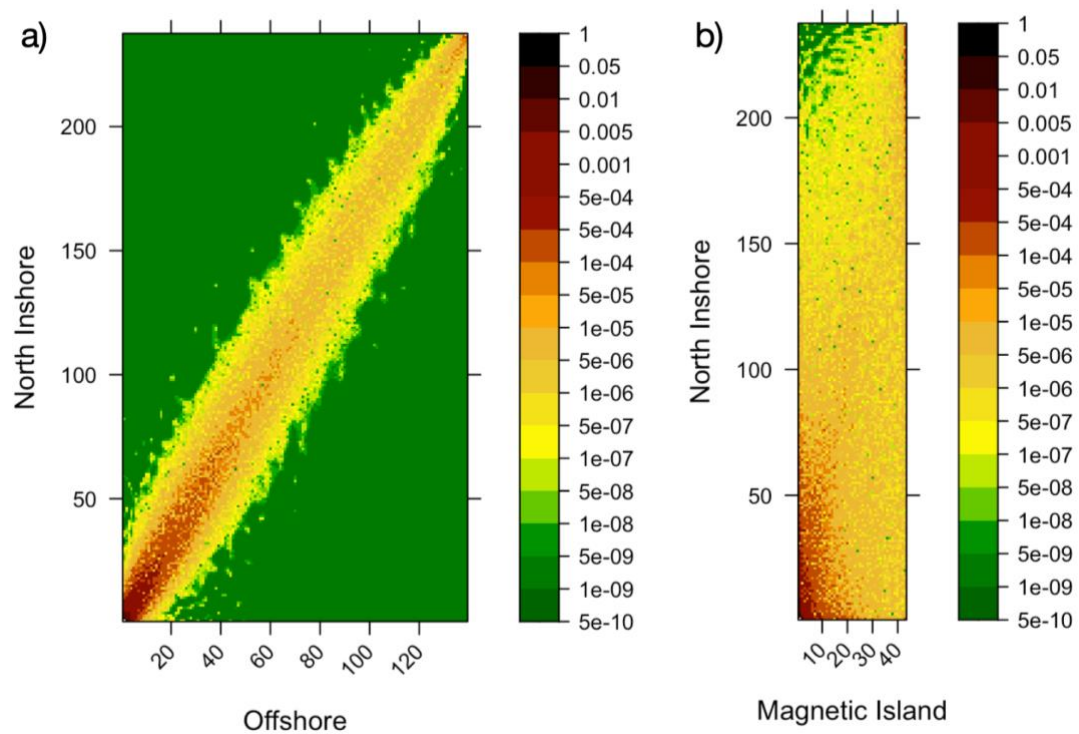 a)
North Inshore
200
150
100
50
20
40
60
80
100
120
Offshore
1
0.05
0.01
0.005
0.001
5e-04
5e-04
1e-04
5e-05
1e-05
5e-06
1e-06
5e-07
1e-07
5e-08
1e-08
5e-09
1e-09
5e-10
b)
North Inshore
200
150
100
50
10
20
30
40
Magnetic Island
1
0.05
0.01
0.005
0.001
5e-04
5e-04
1e-04
5e-05
1e-05
5e-06
1e-06
5e-07
1e-07
5e-08
1e-08
5e-09
1e-09
5e-10